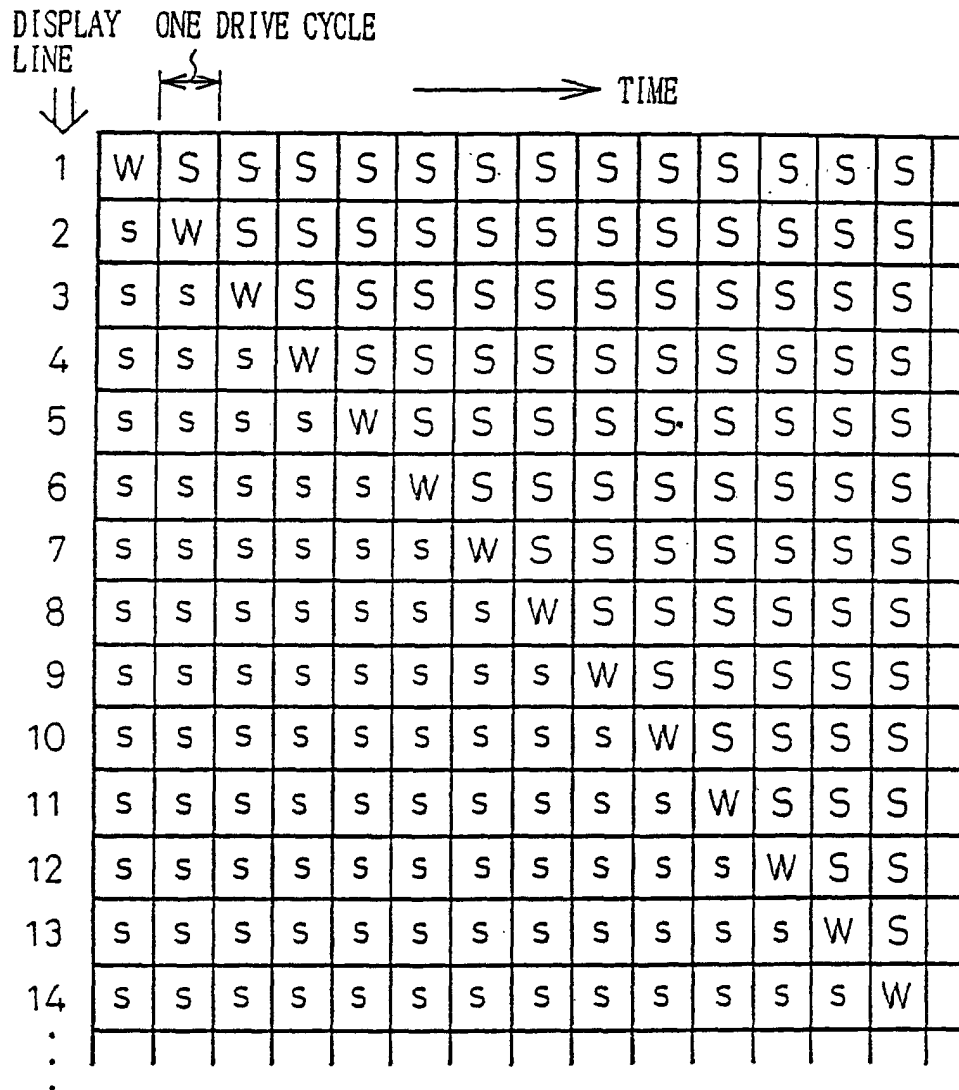 DISPLAY ONE DRIVE CYCLE
LINE
TIME
1 W S S S S S S S S S S S S S
2 s W S S S S S S S S S S S S
3 s s W S S S S S S S S S S S
4 s s s W S S S S S S S S S S
5 s s s s W S S S S S S S S S
6 s s s s s W S S S S S S S S
7 s s s s s s W S S S S S S S
8 s s s s s s s W S S S S S S
9 s s s s s s s s W S S S S S
10 s s s s s s s s s W S S S S
11 s s s s s s s s s s W S S S
12 s s s s s s s s s s s W S S
13 s s s s s s s s s s s s W S
14 s s s s s s s s s s s s s W